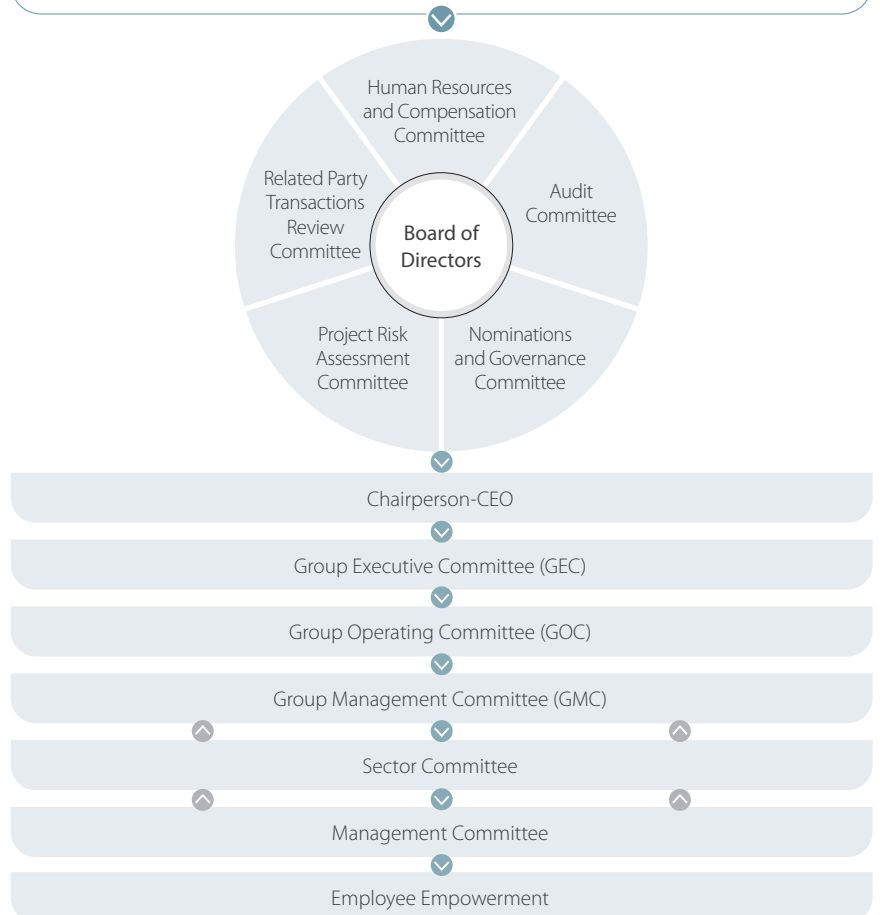 Human Resources
and Compensation
Committee
Related Party
Transactions
Review
Committee
Audit
Committee
Board of
Directors
Project Risk
Assessment
Committee
Nominations
and Governance
Committee
Chairperson-CEO
Group Executive Committee (GEC)
Group Operating Committee (GOC)
Group Management Committee (GMC)
Sector Committee
Management Committee
Employee Empowerment